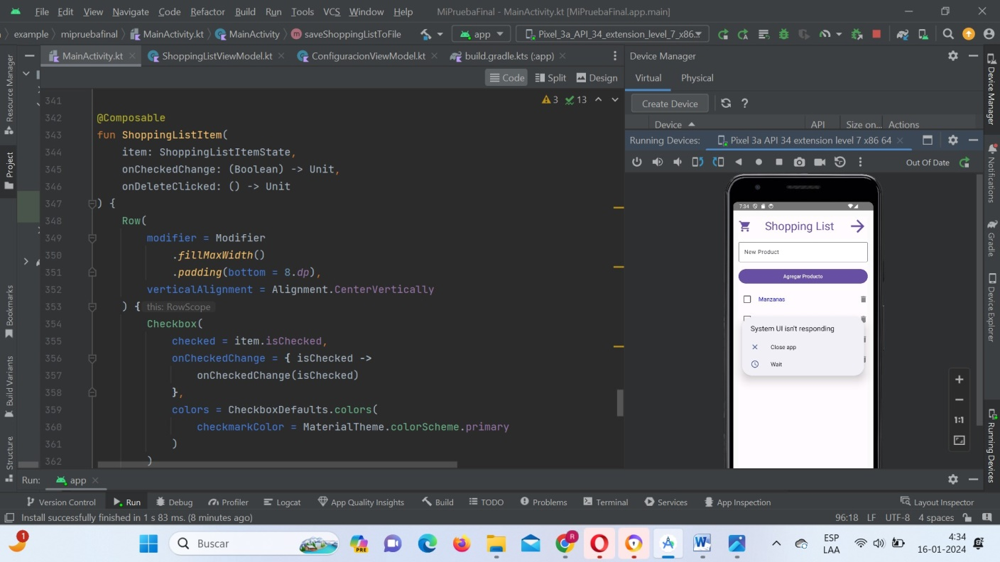 File Edit View Navigate Code Refactor Build Run Tools VCS Window Help MiPruebaFinal - MainActivity.kt [MiPruebaFinal.app.main]
example mipruebafinal MainActivity.kt MainActivity saveShoppingListToFile app Pixel_3a_API_34_extension_level_7_x86...
MainActivity.kt ShoppingListViewModel.kt ConfiguracionViewModel.kt build.gradle.kts (:app)
Code Split Design
3 13
341
342 @Composable
343 fun ShoppingListItem(
344 item: ShoppingListItemState,
345 onCheckedChange: (Boolean) -> Unit,
346 onDeleteClicked: () -> Unit
347 ) {
348 Row(
349 modifier = Modifier
350 .fillMaxWidth()
351 .padding(bottom = 8.dp),
352 verticalAlignment = Alignment.CenterVertically
353 ) { this: RowScope
354 Checkbox(
355 checked = item.isChecked,
356 onCheckedChange = { isChecked ->
357 onCheckedChange(isChecked)
358 },
359 colors = CheckboxDefaults.colors(
360 checkmarkColor = MaterialTheme.colorScheme.primary
361 )
362 )
Resource Manager
Project
Bookmarks
Build Variants
Structure
Device Manager
Virtual Physical
Create Device ?
Device API Size on... Actions
Running Devices: Pixel 3a API 34 extension level 7 x86 64
Out Of Date
7:34
Shopping List
New Product
Agregar Producto
Manzanas
System UI isn't responding
Close app
Wait
1:1
Device Manager
Notifications
Gradle
Device Explorer
Running Devices
Run: app
Version Control Run Debug Profiler Logcat App Quality Insights Build TODO Problems Terminal Services App Inspection Layout Inspector
Install successfully finished in 1 s 83 ms. (8 minutes ago) 96:18 LF UTF-8 4 spaces
1 Buscar PRE R W ESP 4:34
LAA 16-01-2024